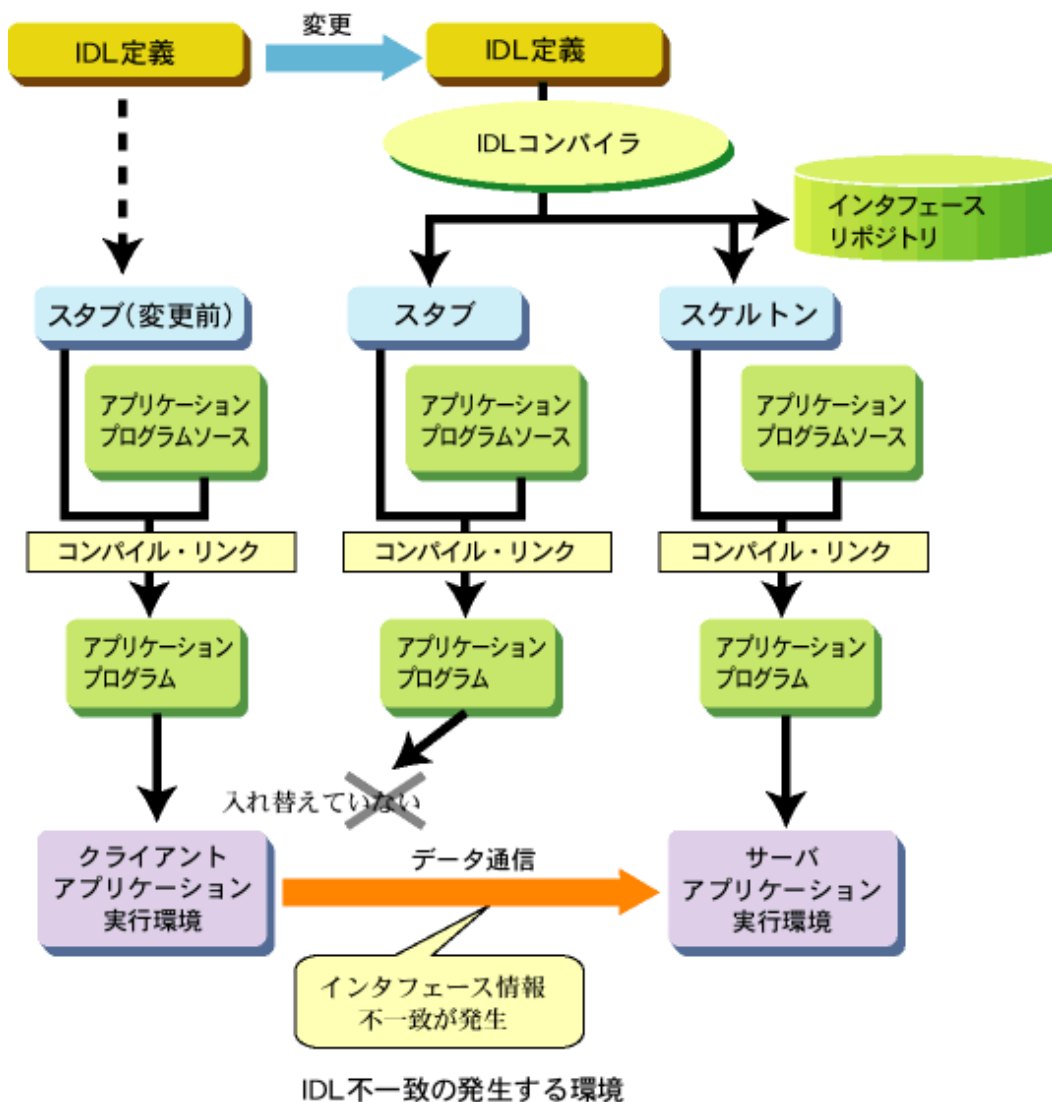 変更
IDL定義
IDL定義
IDLコンパイラ
インタフェース
リポジトリ
スタブ(変更前)
スタブ
スケルトン
アプリケーション
プログラムソース
アプリケーション
プログラムソース
アプリケーション
プログラムソース
コンパイル・リンク
コンパイル・リンク
コンパイル・リンク
アプリケーション
プログラム
アプリケーション
プログラム
アプリケーション
プログラム
入れ替えていない
クライアント
アプリケーション
実行環境
データ通信
サーバ
アプリケーション
実行環境
インタフェース情報
不一致が発生
IDL不一致の発生する環境